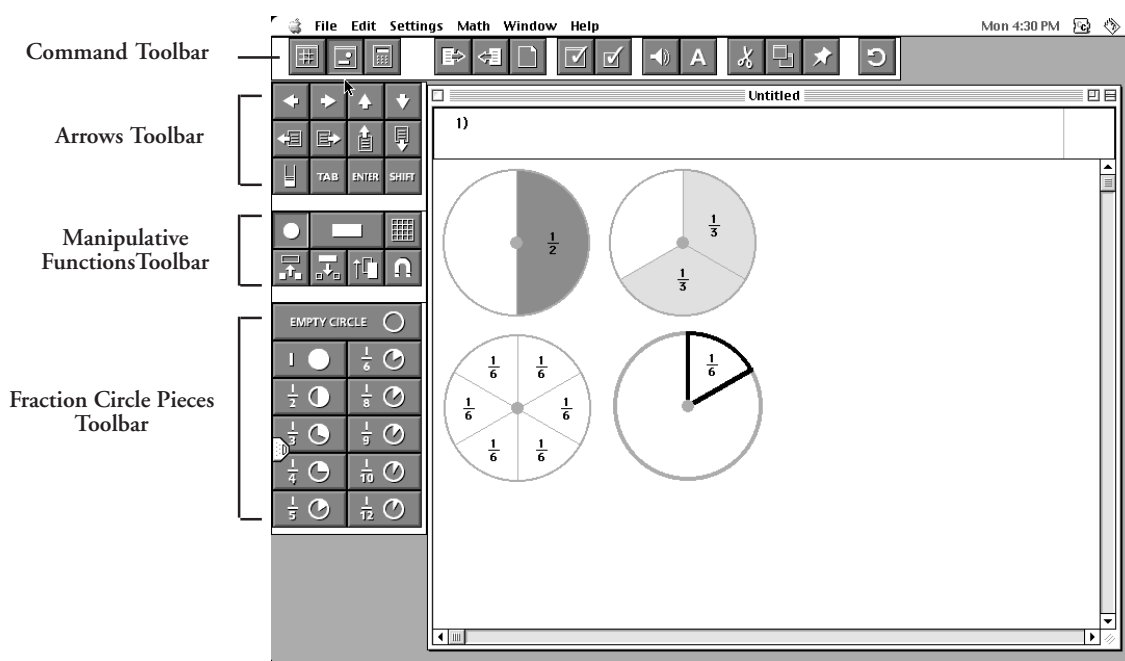 File Edit Settings Math Window Help
Mon 4:30 PM
Command Toolbar
A
Untitled
1)
Arrows Toolbar
TAB ENTER SHIFT
Manipulative
FunctionsToolbar
EMPTY CIRCLE
1 1/6
1/2 1/8
1/3 1/9
1/4 1/10
1/5 1/12
Fraction Circle Pieces
Toolbar
1/2
1/3
1/3
1/6 1/6
1/6 1/6
1/6 1/6
1/6